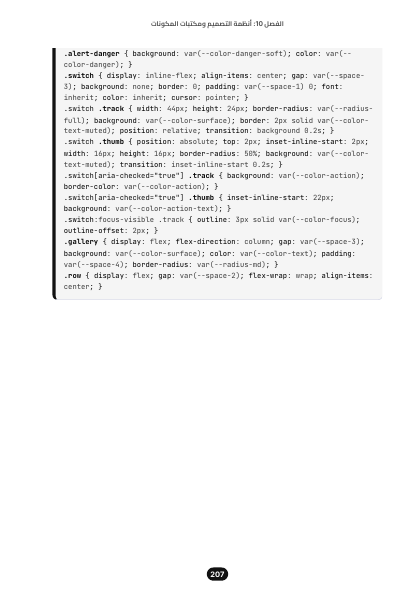 الفصل 10: أنظمة التصميم ومكتبات المكونات
.alert-danger { background: var(--color-danger-soft); color: var(--
color-danger); }
.switch { display: inline-flex; align-items: center; gap: var(--space-
3); background: none; border: 0; padding: var(--space-1) 0; font:
inherit; color: inherit; cursor: pointer; }
.switch .track { width: 44px; height: 24px; border-radius: var(--radius-
full); background: var(--color-surface); border: 2px solid var(--color-
text-muted); position: relative; transition: background 0.2s; }
.switch .thumb { position: absolute; top: 2px; inset-inline-start: 2px;
width: 16px; height: 16px; border-radius: 50%; background: var(--color-
text-muted); transition: inset-inline-start 0.2s; }
.switch[aria-checked="true"] .track { background: var(--color-action);
border-color: var(--color-action); }
.switch[aria-checked="true"] .thumb { inset-inline-start: 22px;
background: var(--color-action-text); }
.switch:focus-visible .track { outline: 3px solid var(--color-focus);
outline-offset: 2px; }
.gallery { display: flex; flex-direction: column; gap: var(--space-3);
background: var(--color-surface); color: var(--color-text); padding:
var(--space-4); border-radius: var(--radius-md); }
.row { display: flex; gap: var(--space-2); flex-wrap: wrap; align-items:
center; }
207